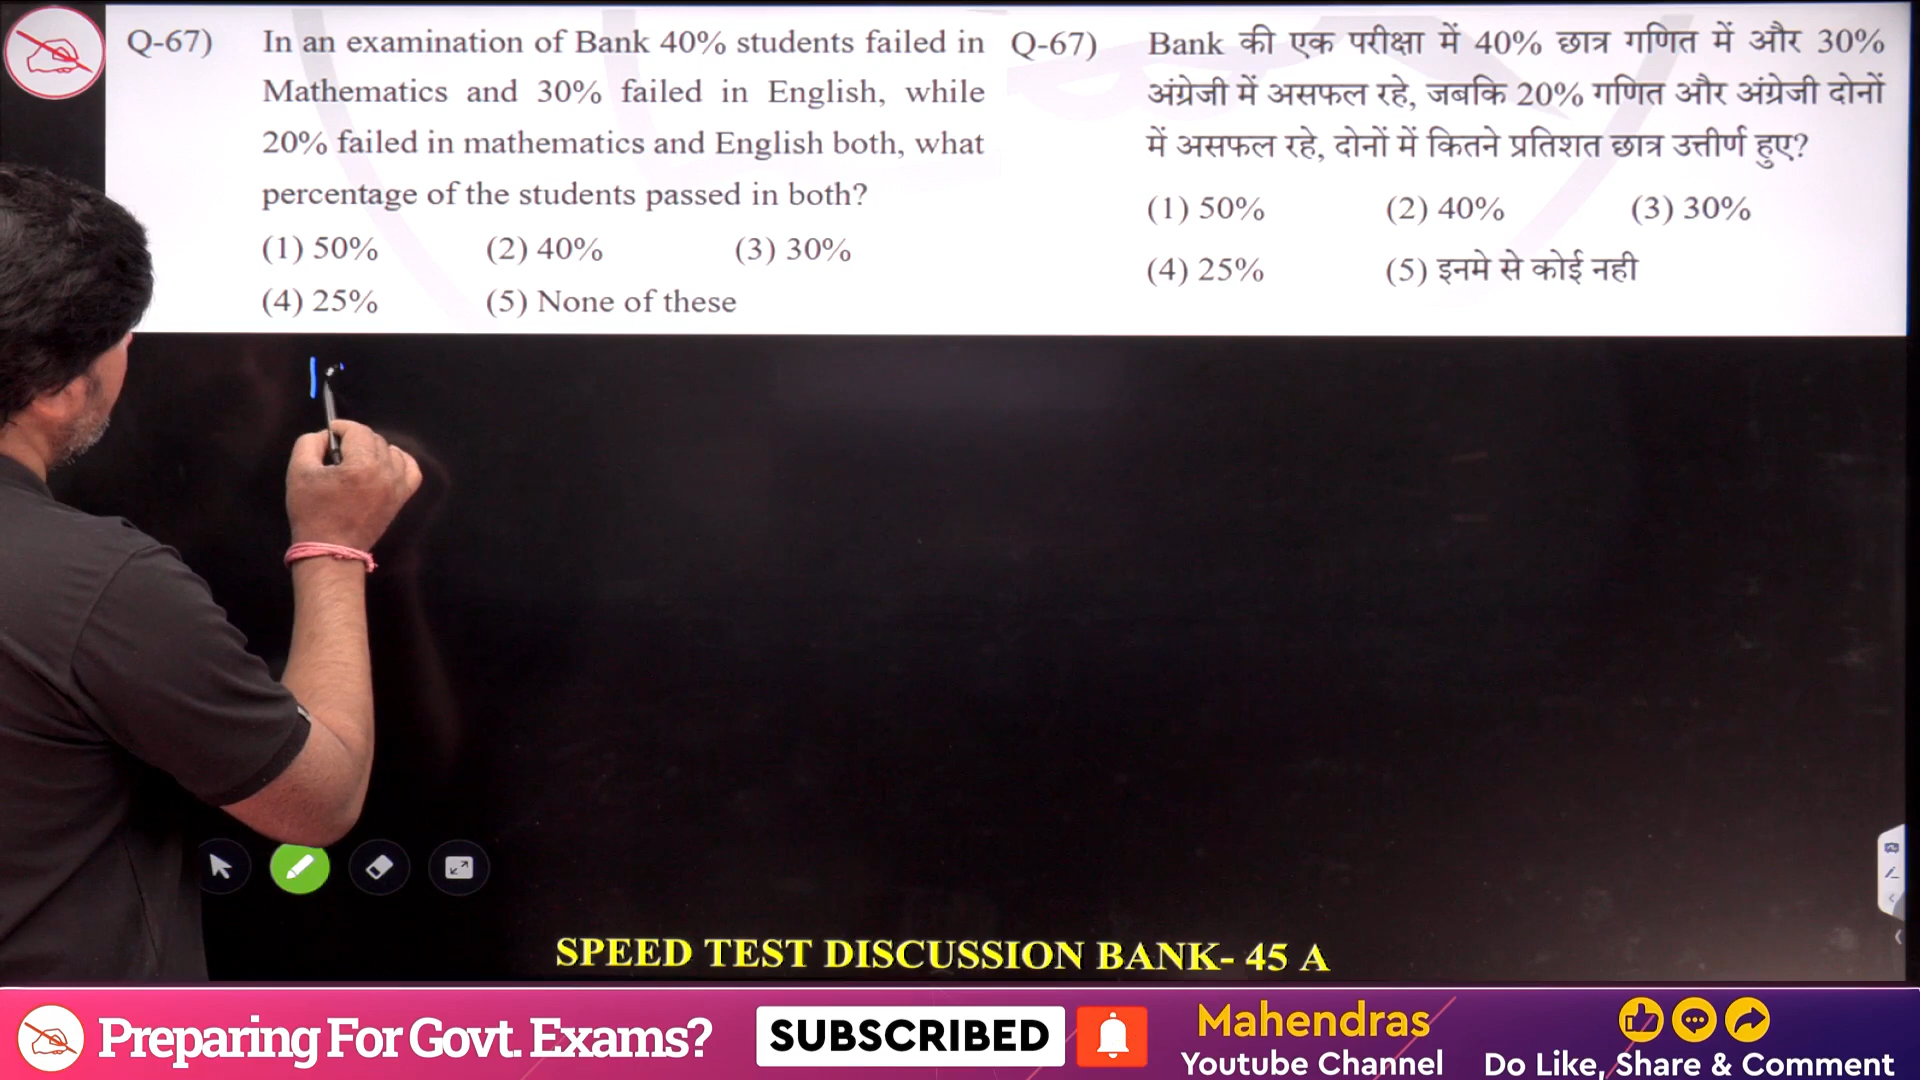 Q-67) In an examination of Bank 40% students failed in
Mathematics and 30% failed in English, while
20% failed in mathematics and English both, what
percentage of the students passed in both?
(1) 50% (2) 40% (3) 30%
(4) 25% (5) None of these
Q-67) Bank की एक परीक्षा में 40% छात्र गणित में और 30%
अंग्रेजी में असफल रहे, जबकि 20% गणित और अंग्रेजी दोनों
में असफल रहे, दोनों में कितने प्रतिशत छात्र उत्तीर्ण हुए?
(1) 50% (2) 40% (3) 30%
(4) 25% (5) इनमे से कोई नही
SPEED TEST DISCUSSION BANK- 45 A
Preparing For Govt. Exams?
SUBSCRIBED
Mahendras
Youtube Channel
Do Like, Share & Comment